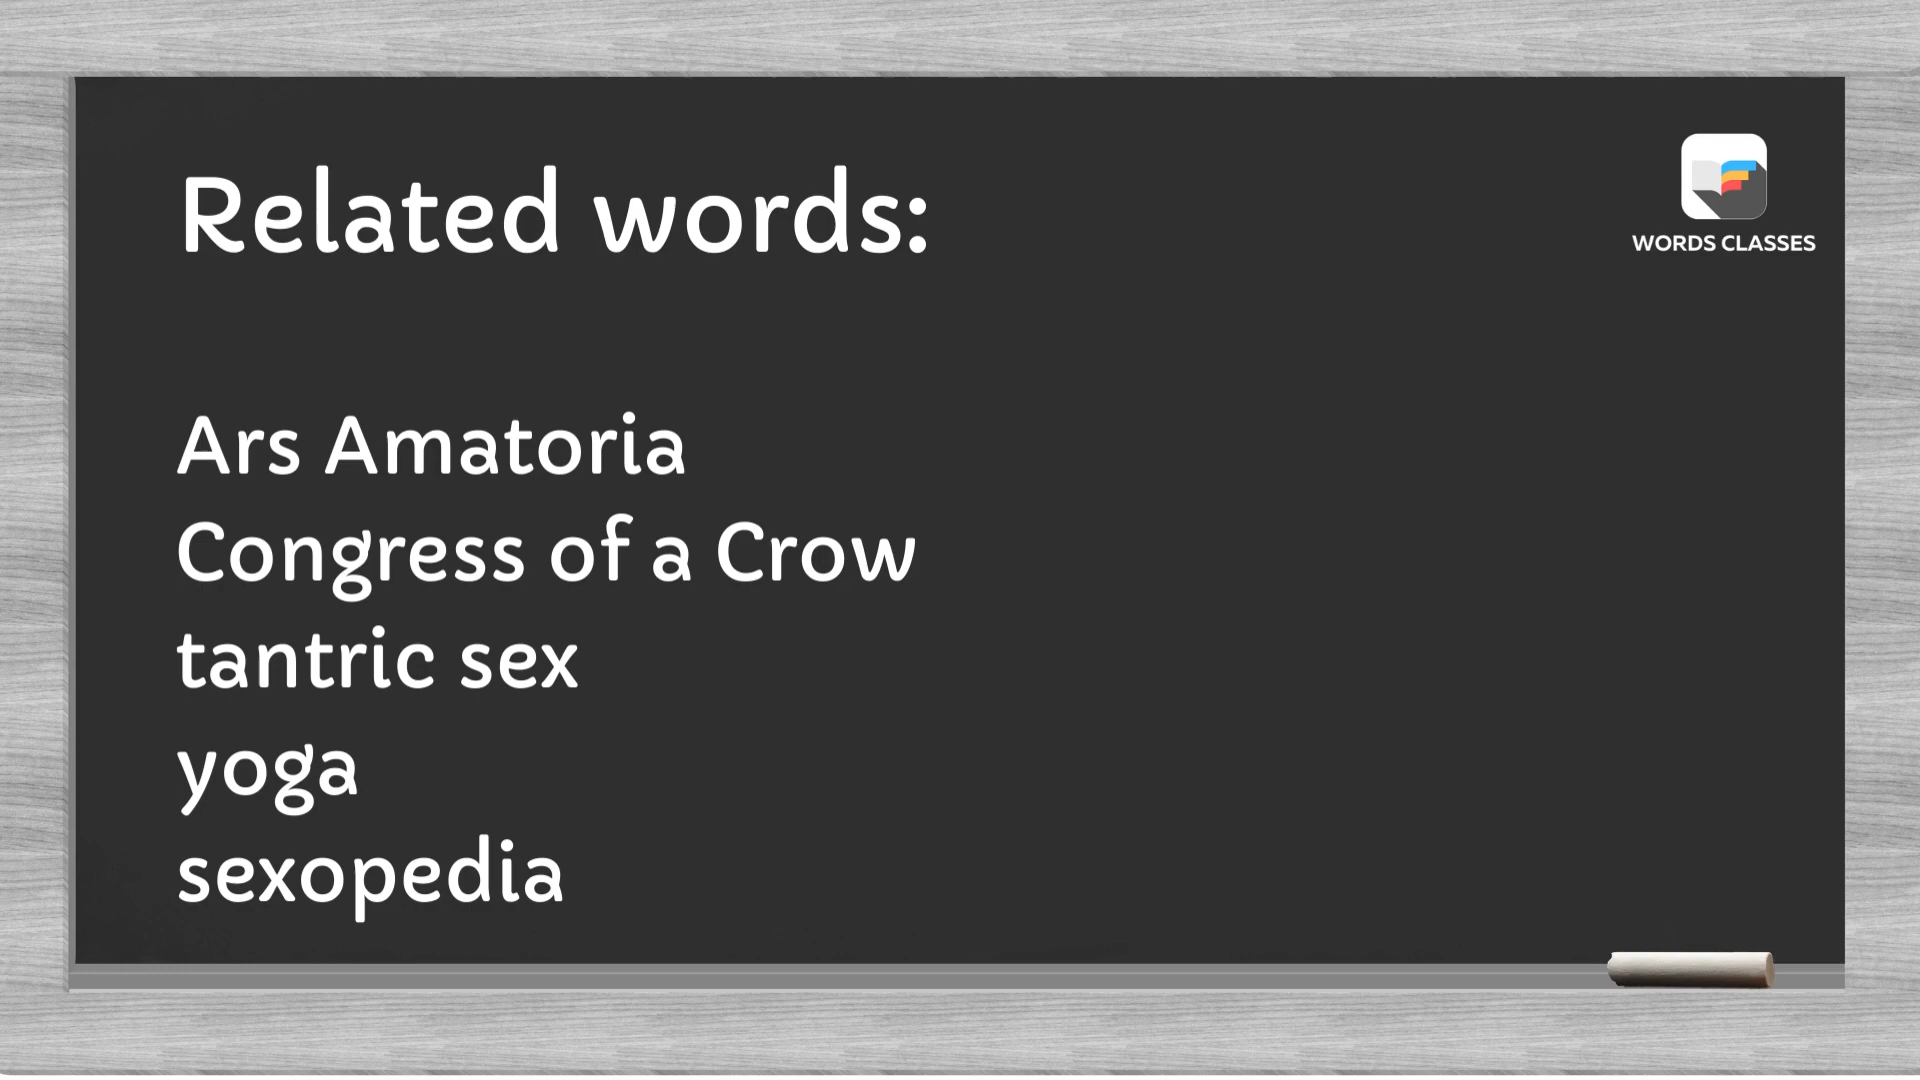 Related words:
WORDS CLASSES
Ars Amatoria
Congress of a Crow
tantric sex
yoga
sexopedia